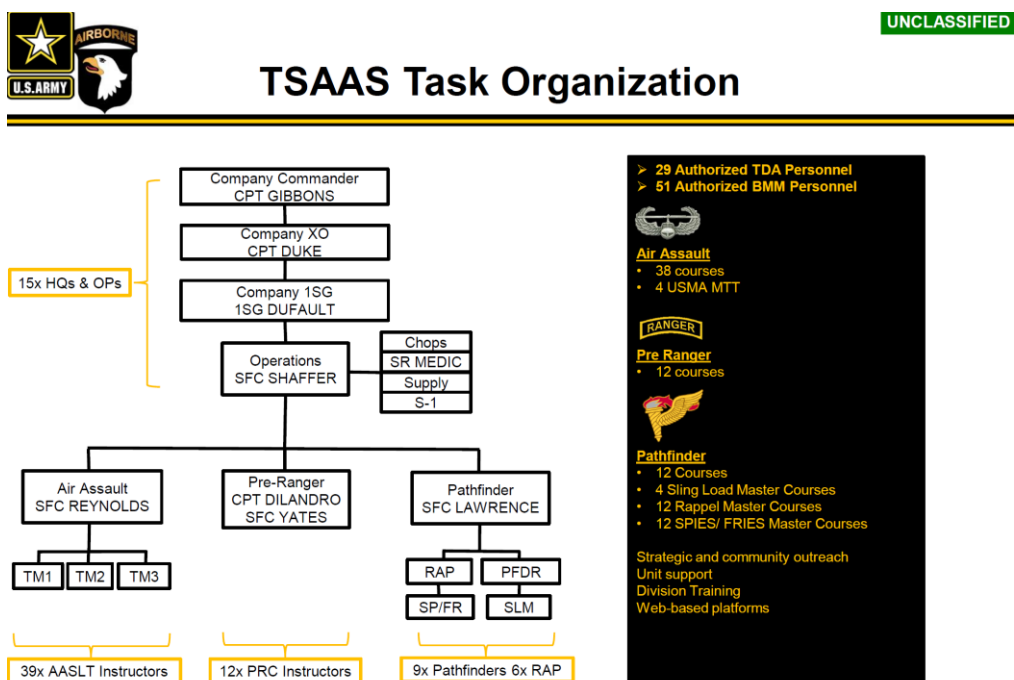 UNCLASSIFIED
AIRBORNE
U.S.ARMY
TSAAS Task Organization
Company Commander
CPT GIBBONS
Company XO
CPT DUKE
15x HQs & OPs
Company 1SG
1SG DUFAULT
Operations
SFC SHAFFER
Chops
SR MEDIC
Supply
S-1
Air Assault
SFC REYNOLDS
Pre-Ranger
CPT DILANDRO
SFC YATES
Pathfinder
SFC LAWRENCE
TM1
TM2
TM3
RAP
PFDR
SP/FR
SLM
39x AASLT Instructors
12x PRC Instructors
9x Pathfinders 6x RAP
➢ 29 Authorized TDA Personnel
➢ 51 Authorized BMM Personnel
Air Assault
• 38 courses
• 4 USMA MTT
RANGER
Pre Ranger
• 12 courses
Pathfinder
• 12 Courses
• 4 Sling Load Master Courses
• 12 Rappel Master Courses
• 12 SPIES/ FRIES Master Courses
Strategic and community outreach
Unit support
Division Training
Web-based platforms